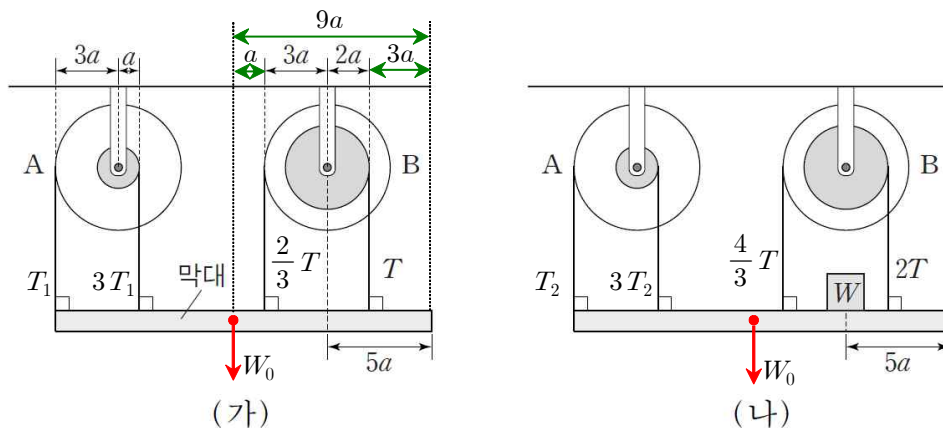 9a
3a
a
a
3a
2a
3a
A
B
T₁
3T₁
막대
2/3 T
T
W₀
5a
(가)
A
B
T₂
3T₂
4/3 T
W
2T
W₀
5a
(나)